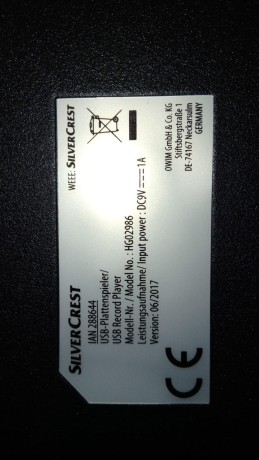 SILVERCREST
IAN 288644
USB-Plattenspieler/
USB Record Player
Modell-Nr. / Model No.: HG02986
Leistungsaufnahme/ Input power : DC9V⎓1A
Version: 06/2017
CE
WEEE: SILVERCREST
OWIM GmbH & Co. KG
Stiftsbergstraße 1
DE-74167 Neckarsulm
GERMANY